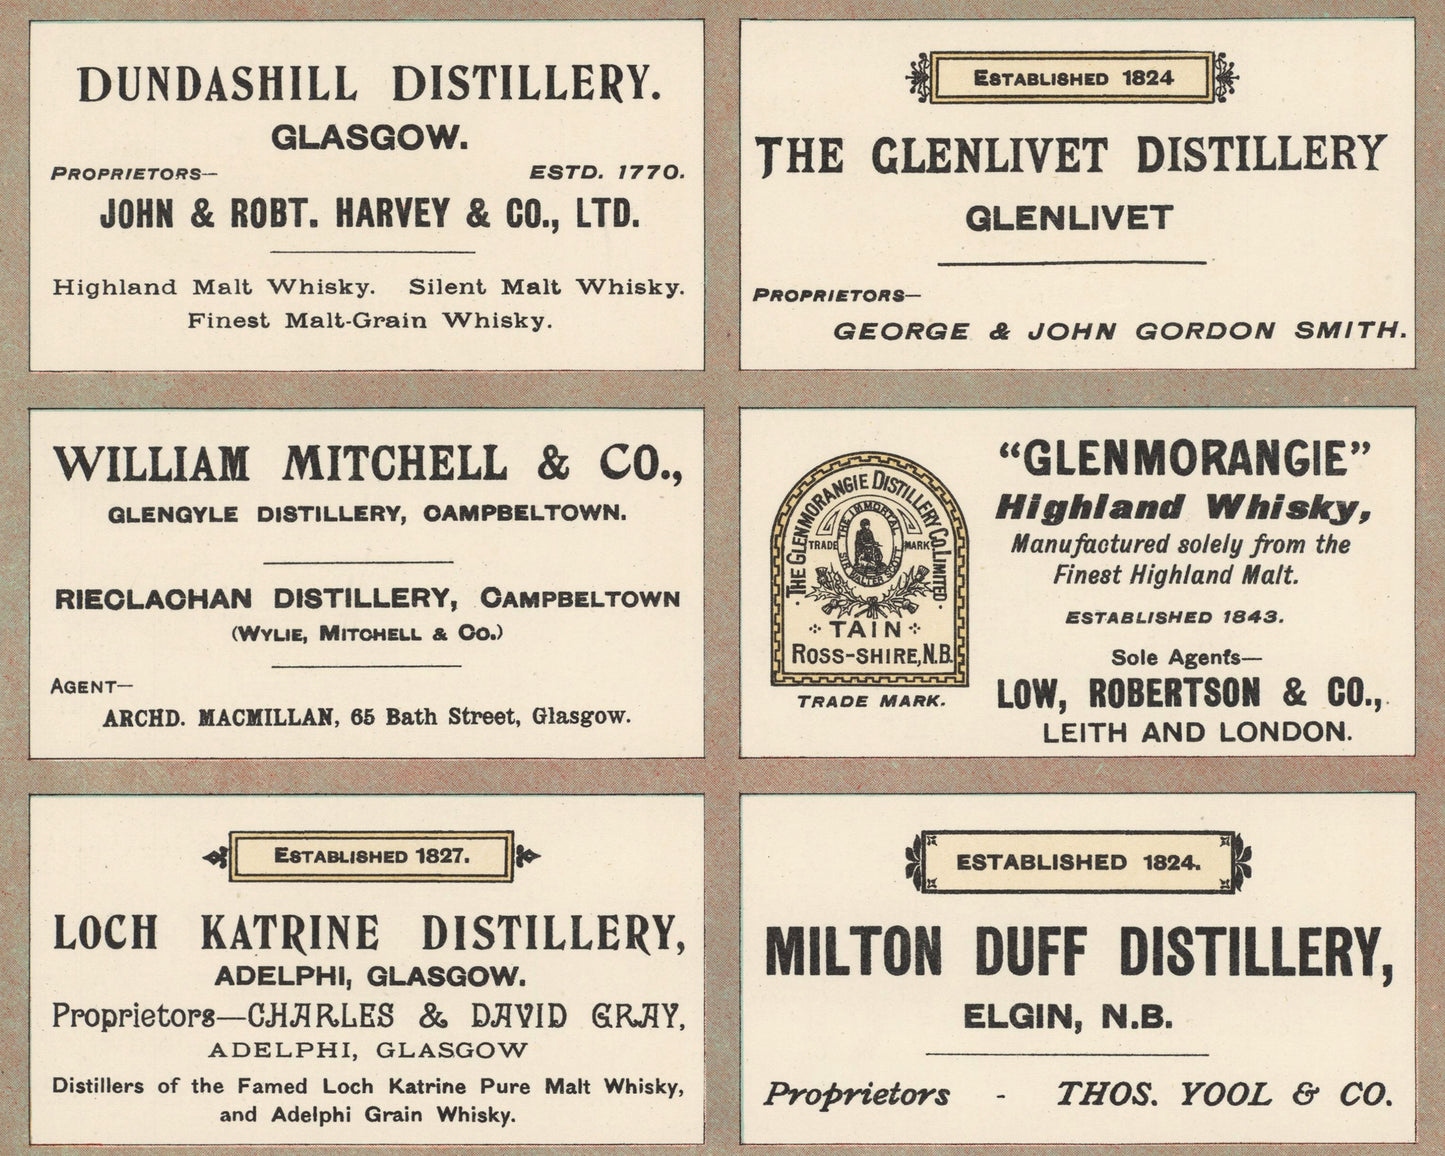 DUNDASHILL DISTILLERY.
GLASGOW.
PROPRIETORS— ESTD. 1770.
JOHN & ROBT. HARVEY & CO., LTD.
Highland Malt Whisky. Silent Malt Whisky.
Finest Malt-Grain Whisky.
ESTABLISHED 1824
THE GLENLIVET DISTILLERY
GLENLIVET
PROPRIETORS—
GEORGE & JOHN GORDON SMITH.
WILLIAM MITCHELL & CO.,
GLENGYLE DISTILLERY, CAMPBELTOWN.
RIECLACHAN DISTILLERY, CAMPBELTOWN
(WYLIE, MITCHELL & CO.)
AGENT—
ARCHD. MACMILLAN, 65 Bath Street, Glasgow.
THE GLENMORANGIE DISTILLERY CO. LIMITED
THE IMMORTAL
TRADE MARK
SIR WALTER SCOTT
TAIN
ROSS-SHIRE, N.B.
TRADE MARK.
“GLENMORANGIE”
Highland Whisky,
Manufactured solely from the
Finest Highland Malt.
ESTABLISHED 1843.
Sole Agents—
LOW, ROBERTSON & CO.,
LEITH AND LONDON.
ESTABLISHED 1827.
LOCH KATRINE DISTILLERY,
ADELPHI, GLASGOW.
Proprietors—CHARLES & DAVID GRAY,
ADELPHI, GLASGOW
Distillers of the Famed Loch Katrine Pure Malt Whisky,
and Adelphi Grain Whisky.
ESTABLISHED 1824.
MILTON DUFF DISTILLERY,
ELGIN, N.B.
Proprietors - THOS. YOOL & CO.